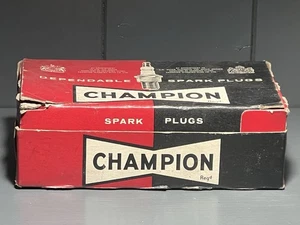 DEPENDABLE SPARK PLUGS
CHAMPION
SPARK PLUGS
CHAMPION
Regd